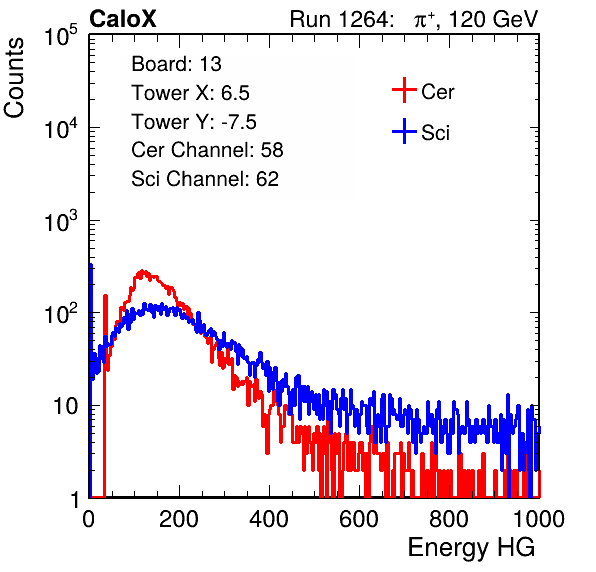 CaloX Run 1264: π⁺, 120 GeV
Counts
Board: 13
Tower X: 6.5
Tower Y: -7.5
Cer Channel: 58
Sci Channel: 62
Cer
Sci
10⁵
10⁴
10³
10²
10
1
0 200 400 600 800 1000
Energy HG